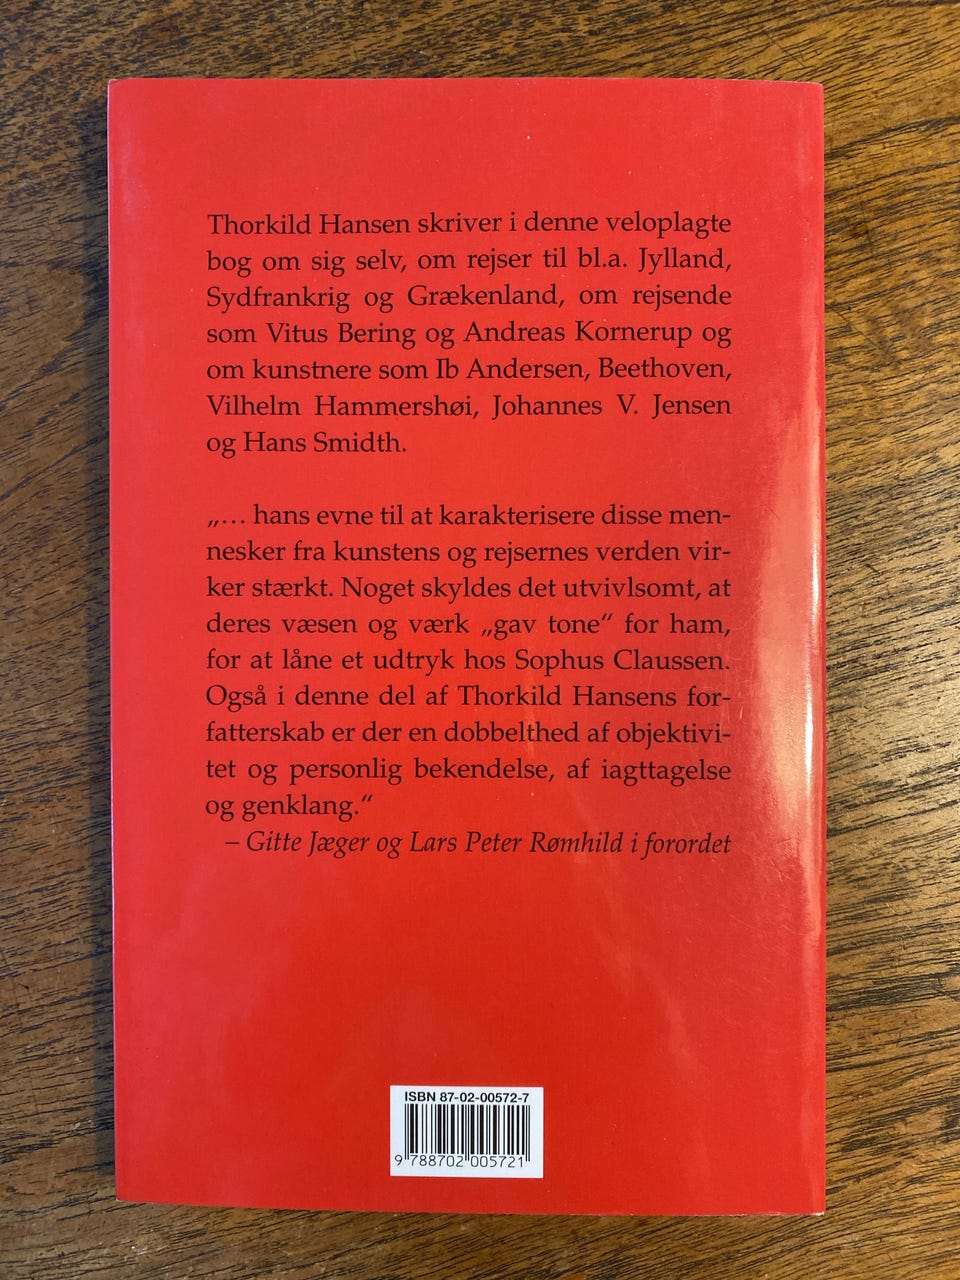 Thorkild Hansen skriver i denne veloplagte
bog om sig selv, om rejser til bl.a. Jylland,
Sydfrankrig og Grækenland, om rejsende
som Vitus Bering og Andreas Kornerup og
om kunstnere som Ib Andersen, Beethoven,
Vilhelm Hammershøi, Johannes V. Jensen
og Hans Smidth.
„… hans evne til at karakterisere disse men-
nesker fra kunstens og rejsernes verden vir-
ker stærkt. Noget skyldes det utvivlsomt, at
deres væsen og værk „gav tone“ for ham,
for at låne et udtryk hos Sophus Claussen.
Også i denne del af Thorkild Hansens for-
fatterskab er der en dobbelthed af objektivi-
tet og personlig bekendelse, af iagttagelse
og genklang.“
– Gitte Jæger og Lars Peter Rømhild i forordet
ISBN 87-02-00572-7
9 788702 005721